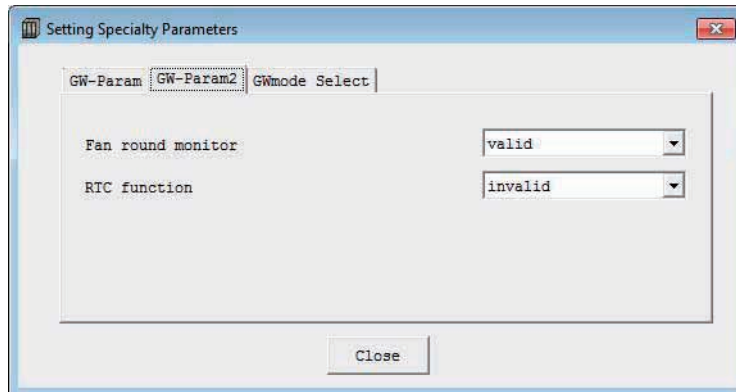 Setting Specialty Parameters
GW-Param GW-Param2 GWmode Select
Fan round monitor valid
RTC function invalid
Close